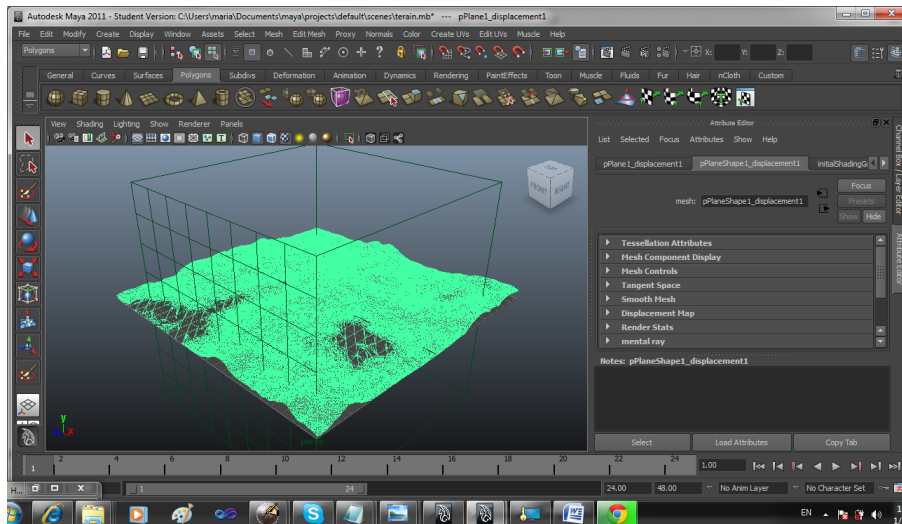 Autodesk Maya 2011 - Student Version: C:\Users\maria\Documents\maya\projects\default\scenes\terain.mb* --- pPlane1_displacement1
File Edit Modify Create Display Window Assets Select Mesh Edit Mesh Proxy Normals Color Create UVs Edit UVs Muscle Help
Polygons X: Y: Z:
General Curves Surfaces Polygons Subdivs Deformation Animation Dynamics Rendering PaintEffects Toon Muscle Fluids Fur Hair nCloth Custom
View Shading Lighting Show Renderer Panels
FRONT RIGHT
y
x
persp
Attribute Editor
List Selected Focus Attributes Show Help
pPlane1_displacement1 pPlaneShape1_displacement1 initialShadingG
mesh: pPlaneShape1_displacement1
Focus
Presets
Show Hide
Tessellation Attributes
Mesh Component Display
Mesh Controls
Tangent Space
Smooth Mesh
Displacement Map
Render Stats
mental ray
Notes: pPlaneShape1_displacement1
Select Load Attributes Copy Tab
Channel Box / Layer Editor
Attribute Editor
2 4 6 8 10 12 14 16 18 20 22 24
1 1.00
H... 1 24 24.00 48.00 No Anim Layer No Character Set
EN